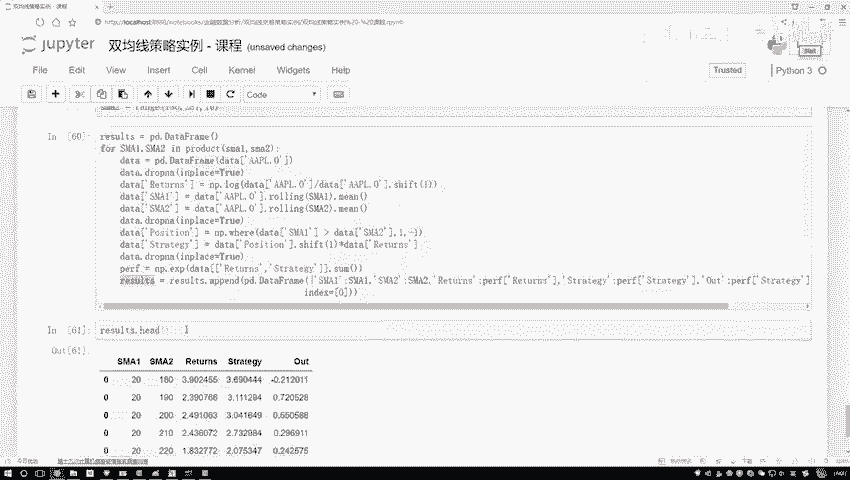 双均线策略实例 - 课程
jupyter 双均线策略实例 - 课程 (unsaved changes)
File Edit View Insert Cell Kernel Widgets Help
Trusted
Python 3
Code
In [60]: results = pd.DataFrame()
for SMA1,SMA2 in product(sma1,sma2):
data = pd.DataFrame(data['AAPL.O'])
data.dropna(inplace=True)
data['Returns'] = np.log(data['AAPL.O']/data['AAPL.O'].shift(1))
data['SMA1'] = data['AAPL.O'].rolling(SMA1).mean()
data['SMA2'] = data['AAPL.O'].rolling(SMA2).mean()
data.dropna(inplace=True)
data['Position'] = np.where(data['SMA1'] > data['SMA2'],1,-1)
data['Strategy'] = data['Position'].shift(1)*data['Returns']
data.dropna(inplace=True)
perf = np.exp(data[['Returns','Strategy']].sum())
results = results.append(pd.DataFrame({'SMA1':SMA1,'SMA2':SMA2,'Returns':perf['Returns'],'Strategy':perf['Strategy'],'Out':perf['Strategy']
index=[0]))
In [61]: results.head
Out[61]:
SMA1 SMA2 Returns Strategy Out
0 20 180 3.902455 3.690444 -0.212011
0 20 190 2.390766 3.111294 0.720528
0 20 200 2.491063 3.041649 0.550586
0 20 210 2.436072 2.732984 0.296911
0 20 220 1.832772 2.075347 0.242575